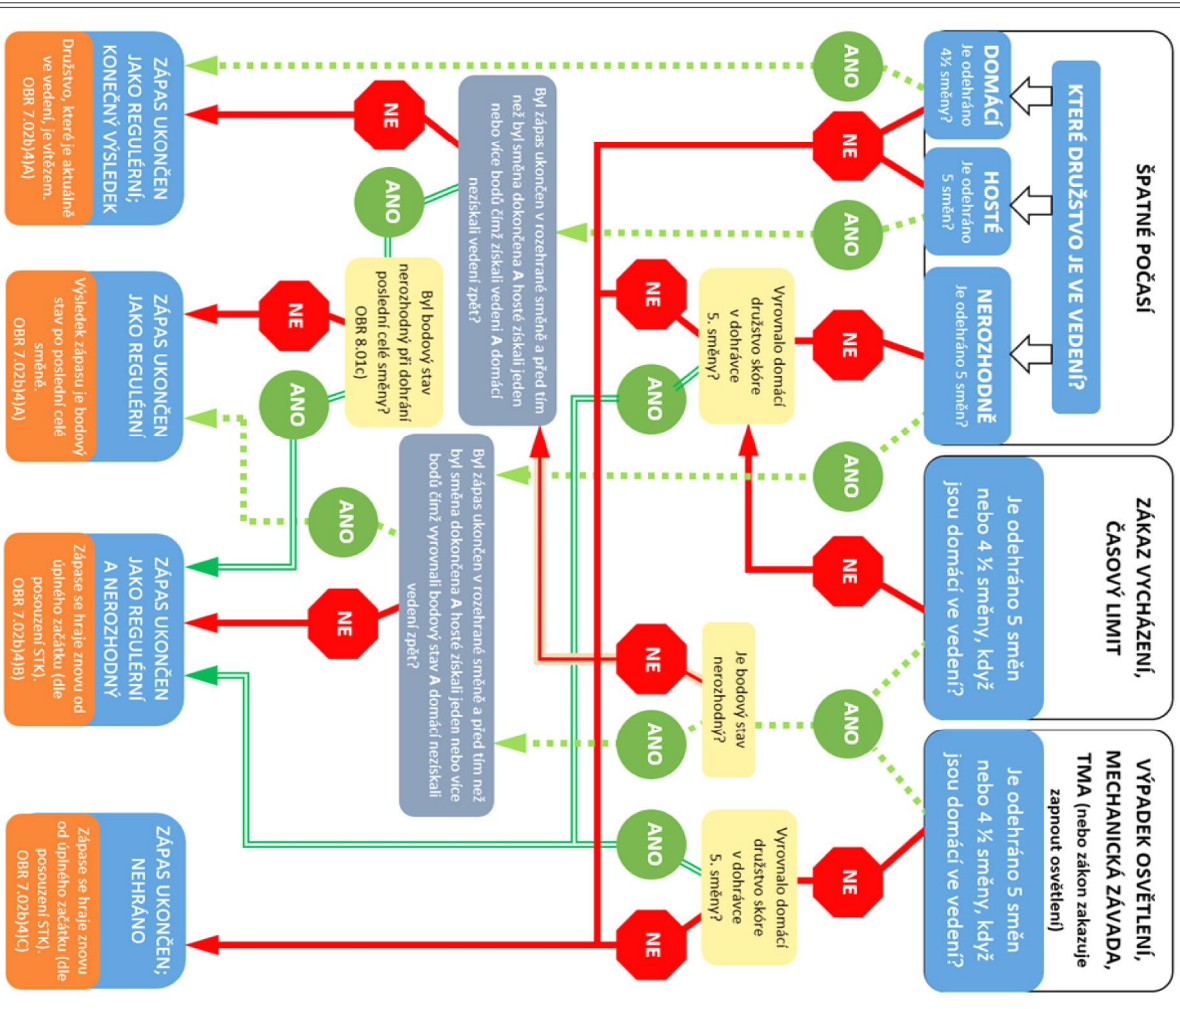 ŠPATNÉ POČASÍ
KTERÉ DRUŽSTVO JE VE VEDENÍ?
DOMÁCÍ
Je odehráno
4½ směny?
HOSTÉ
Je odehráno
5 směn?
NEROZHODNĚ
Je odehráno 5 směn?
ZÁKAZ VYCHÁZENÍ,
ČASOVÝ LIMIT
Je odehráno 5 směn
nebo 4 ½ směny, když
jsou domácí ve vedení?
VÝPADEK OSVĚTLENÍ,
MECHANICKÁ ZÁVADA,
TMA (nebo zákon zakazuje
zapnout osvětlení)
Je odehráno 5 směn
nebo 4 ½ směny, když
jsou domácí ve vedení?
ANO
NE
ANO
NE
ANO
NE
ANO
NE
Vyrovnalo domácí
družstvo skóre
v dohrávce
5. směny?
Je bodový stav
nerozhodný?
Vyrovnalo domácí
družstvo skóre
v dohrávce
5. směny?
NE
ANO
NE
ANO
ANO
NE
Byl zápas ukončen v rozehrané směně a před tím
než byl směna dokončena A hosté získali jeden
nebo více bodů čímž získali vedení A domácí
nezískali vedení zpět?
Byl zápas ukončen v rozehrané směně a před tím než
byl směna dokončena A hosté získali jeden nebo více
bodů čímž vyrovnali bodový stav A domácí nezískali
vedení zpět?
NE
ANO
Byl bodový stav
nerozhodný při dohrání
poslední celé směny?
OBR 8.01c)
NE
ANO
ANO
NE
ZÁPAS UKONČEN
JAKO REGULÉRNÍ;
KONEČNÝ VÝSLEDEK
Družstvo, které je aktuálně
ve vedení, je vítězem.
OBR 7.02b)4)A)
ZÁPAS UKONČEN
JAKO REGULÉRNÍ
Výsledek zápasu je bodový
stav po poslední celé
směně.
OBR 7.02b)4)A)
ZÁPAS UKONČEN
JAKO REGULÉRNÍ
A NEROZHODNÝ
Zápase se hraje znovu od
úplného začátku (dle
posouzení STK).
OBR 7.02b)4)B)
ZÁPAS UKONČEN;
NEHRÁNO
Zápase se hraje znovu
od úplného začátku (dle
posouzení STK).
OBR 7.02b)4)C)